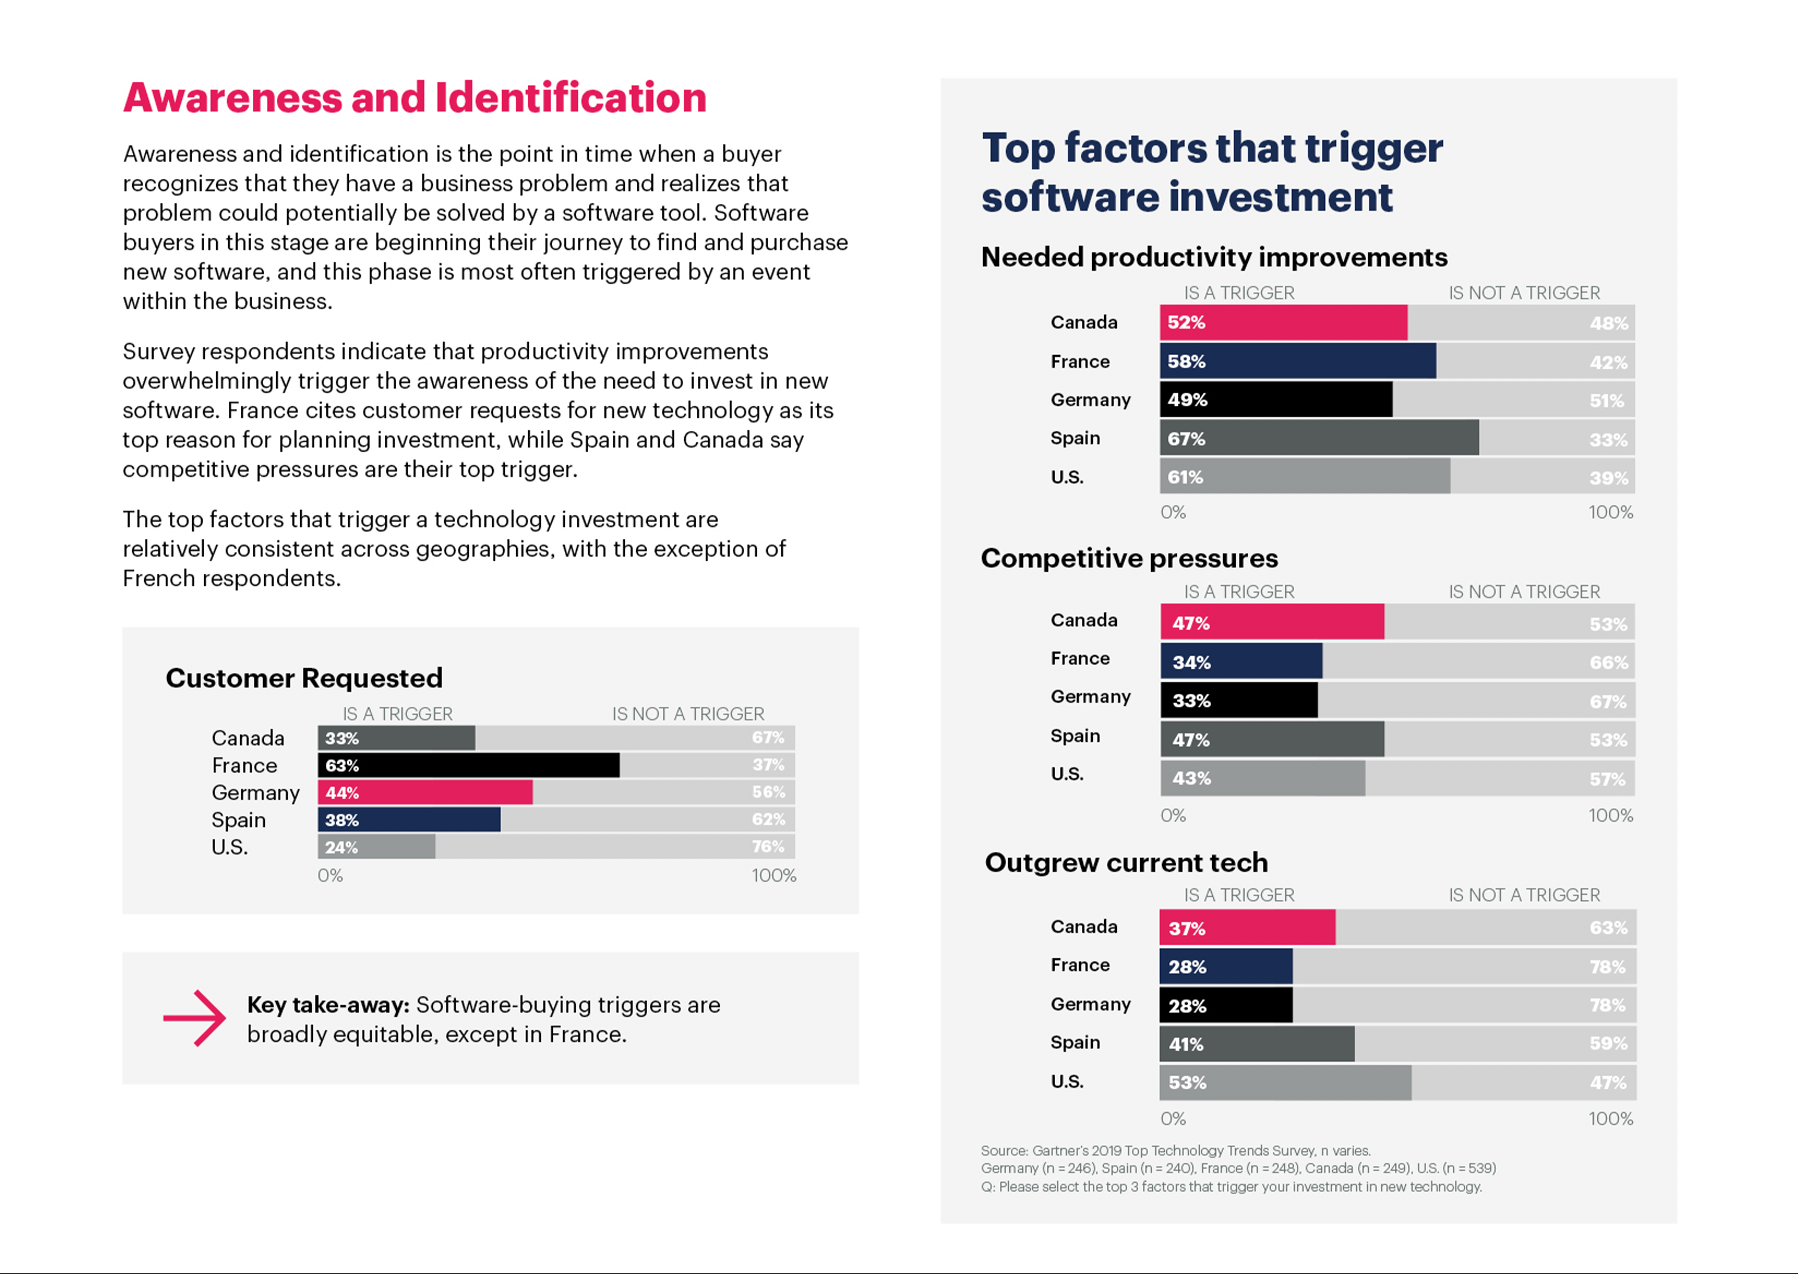 Awareness and Identification
Awareness and identification is the point in time when a buyer
recognizes that they have a business problem and realizes that
problem could potentially be solved by a software tool. Software
buyers in this stage are beginning their journey to find and purchase
new software, and this phase is most often triggered by an event
within the business.
Survey respondents indicate that productivity improvements
overwhelmingly trigger the awareness of the need to invest in new
software. France cites customer requests for new technology as its
top reason for planning investment, while Spain and Canada say
competitive pressures are their top trigger.
The top factors that trigger a technology investment are
relatively consistent across geographies, with the exception of
French respondents.
Customer Requested
IS A TRIGGER IS NOT A TRIGGER
Canada 33% 67%
France 63% 37%
Germany 44% 56%
Spain 38% 62%
U.S. 24% 76%
0% 100%
Key take-away: Software-buying triggers are
broadly equitable, except in France.
Top factors that trigger
software investment
Needed productivity improvements
IS A TRIGGER IS NOT A TRIGGER
Canada 52% 48%
France 58% 42%
Germany 49% 51%
Spain 67% 33%
U.S. 61% 39%
0% 100%
Competitive pressures
IS A TRIGGER IS NOT A TRIGGER
Canada 47% 53%
France 34% 66%
Germany 33% 67%
Spain 47% 53%
U.S. 43% 57%
0% 100%
Outgrew current tech
IS A TRIGGER IS NOT A TRIGGER
Canada 37% 63%
France 28% 78%
Germany 28% 78%
Spain 41% 59%
U.S. 53% 47%
0% 100%
Source: Gartner's 2019 Top Technology Trends Survey, n varies.
Germany (n = 246), Spain (n = 240), France (n = 248), Canada (n = 249), U.S. (n = 539)
Q: Please select the top 3 factors that trigger your investment in new technology.